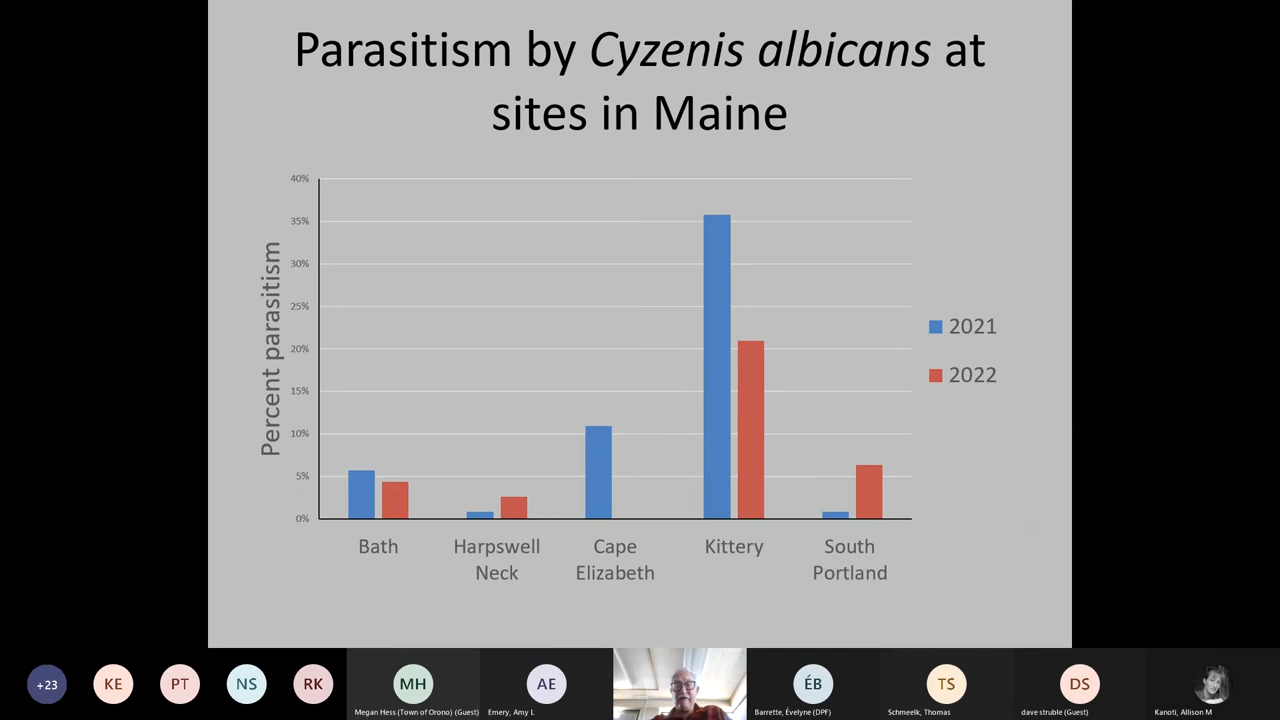 Parasitism by Cyzenis albicans at
sites in Maine
40%
35%
30%
25%
20%
15%
10%
5%
0%
Percent parasitism
2021
2022
Bath
Harpswell
Neck
Cape
Elizabeth
Kittery
South
Portland
+23
KE
PT
NS
RK
MH
Megan Hess (Town of Orono) (Guest)
AE
Emery, Amy L
ÉB
Barrette, Évelyne (DPF)
TS
Schmeelk, Thomas
DS
dave struble (Guest)
Kanoti, Allison M